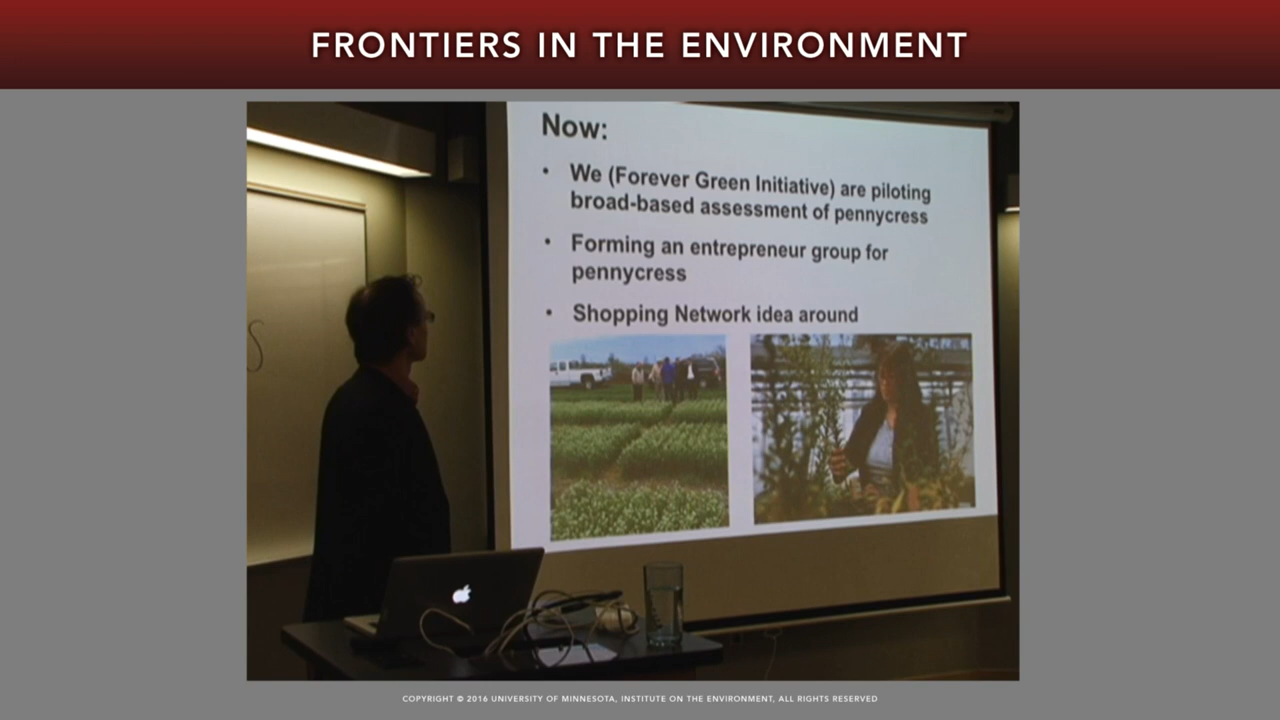 FRONTIERS IN THE ENVIRONMENT
Now:
• We (Forever Green Initiative) are piloting
broad-based assessment of pennycress
• Forming an entrepreneur group for
pennycress
• Shopping Network idea around
S
COPYRIGHT © 2016 UNIVERSITY OF MINNESOTA, INSTITUTE ON THE ENVIRONMENT, ALL RIGHTS RESERVED